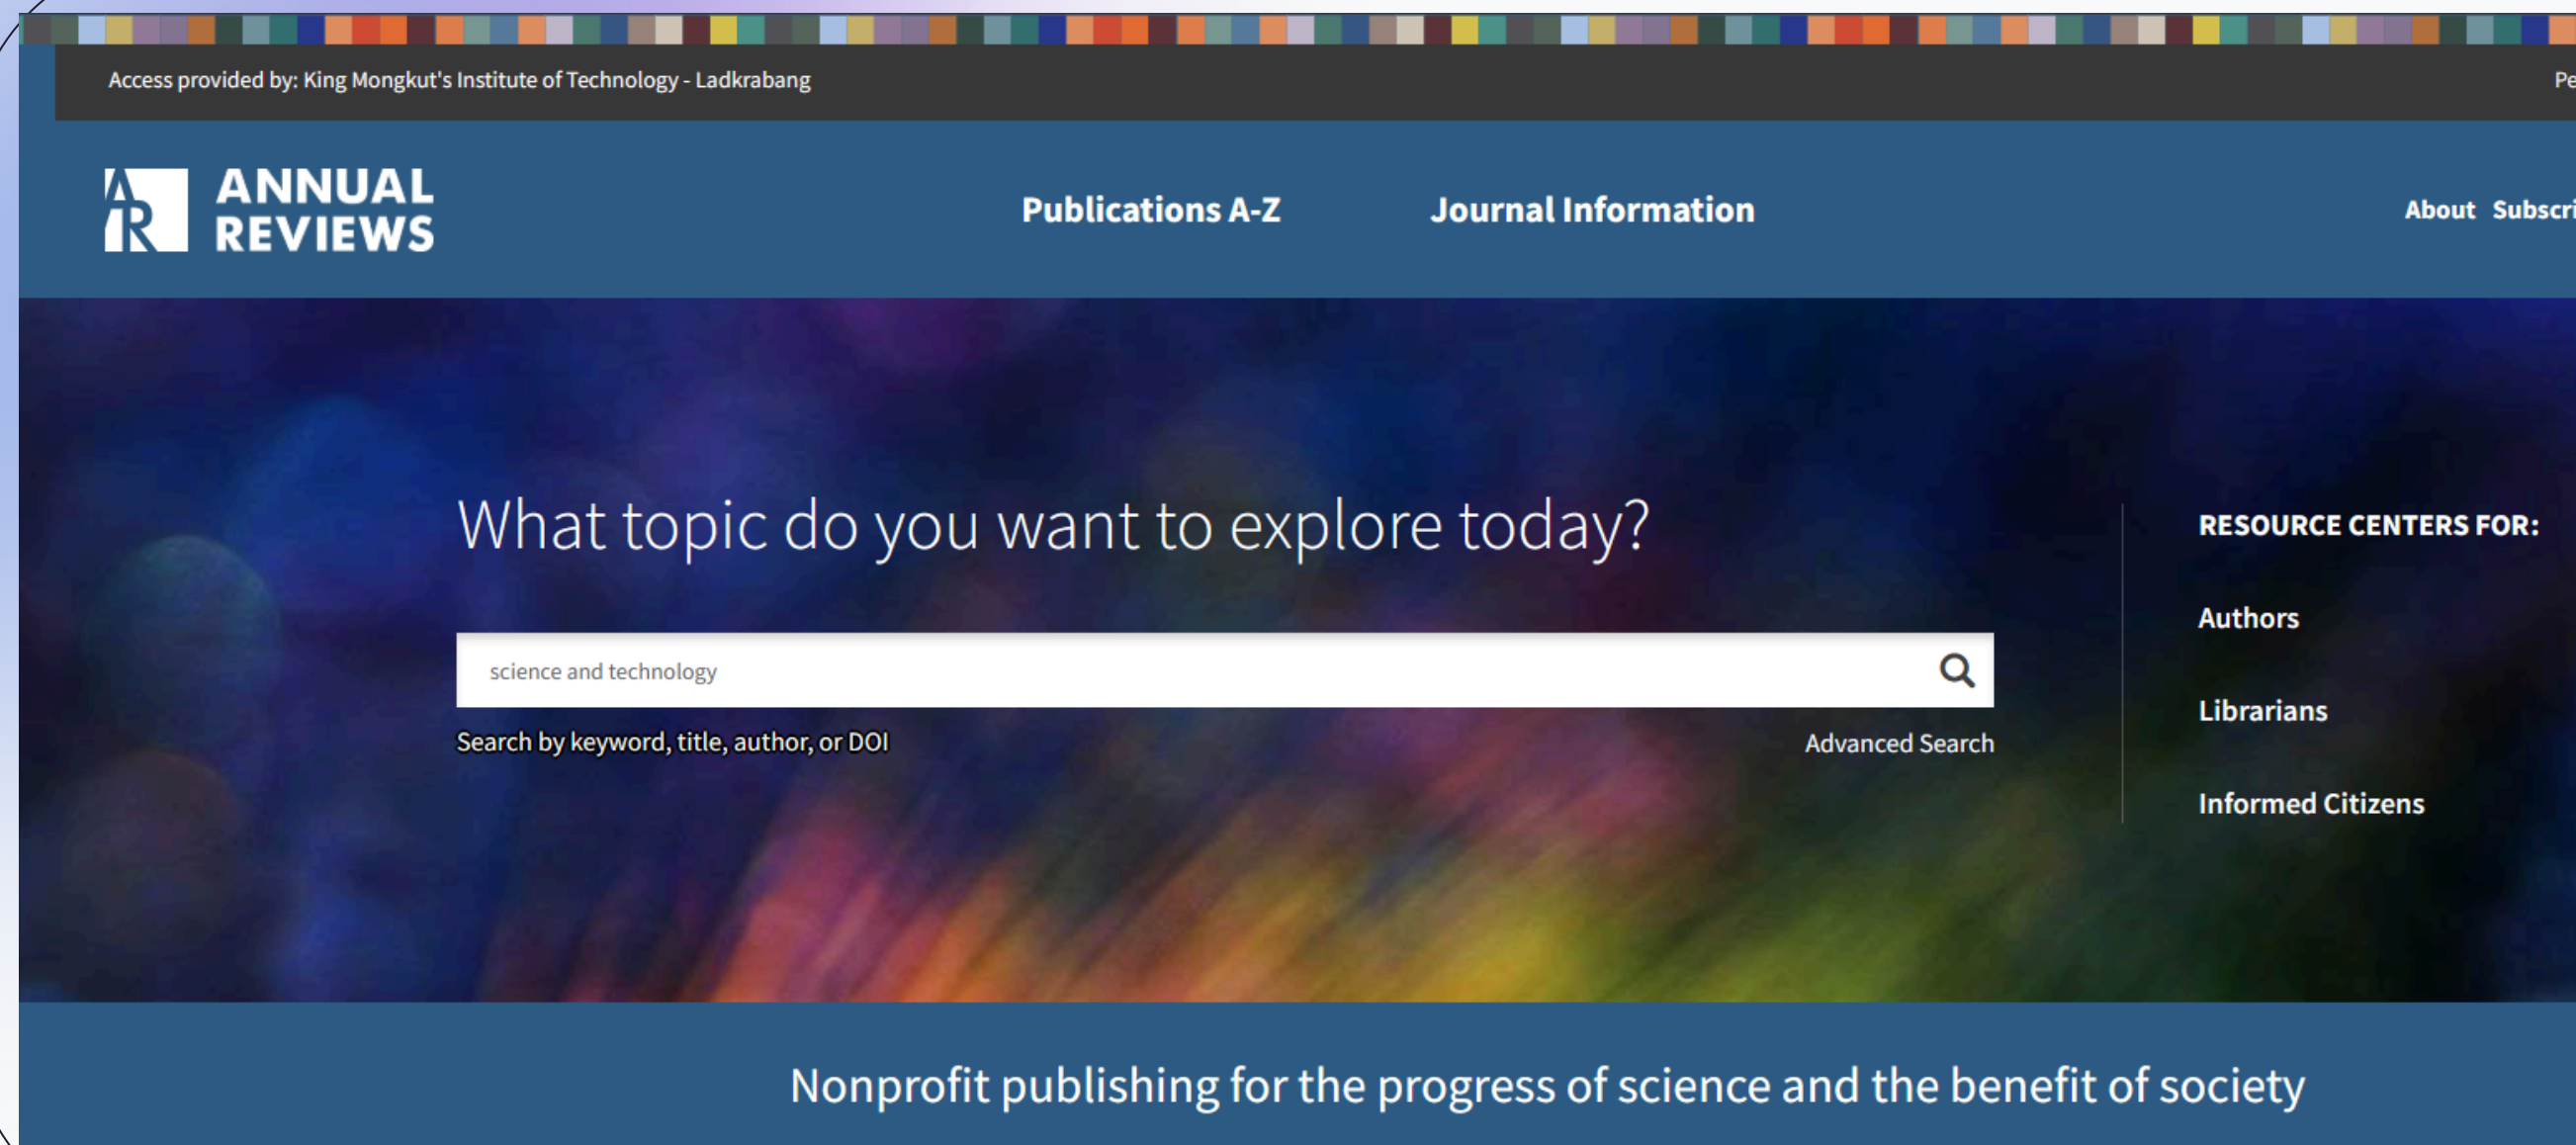 Access provided by: King Mongkut's Institute of Technology - Ladkrabang
AR
ANNUAL
REVIEWS
Publications A-Z
Journal Information
About
What topic do you want to explore today?
science and technology
Search by keyword, title, author, or DOI
Advanced Search
RESOURCE CENTERS FOR:
Authors
Librarians
Informed Citizens
Nonprofit publishing for the progress of science and the benefit of society